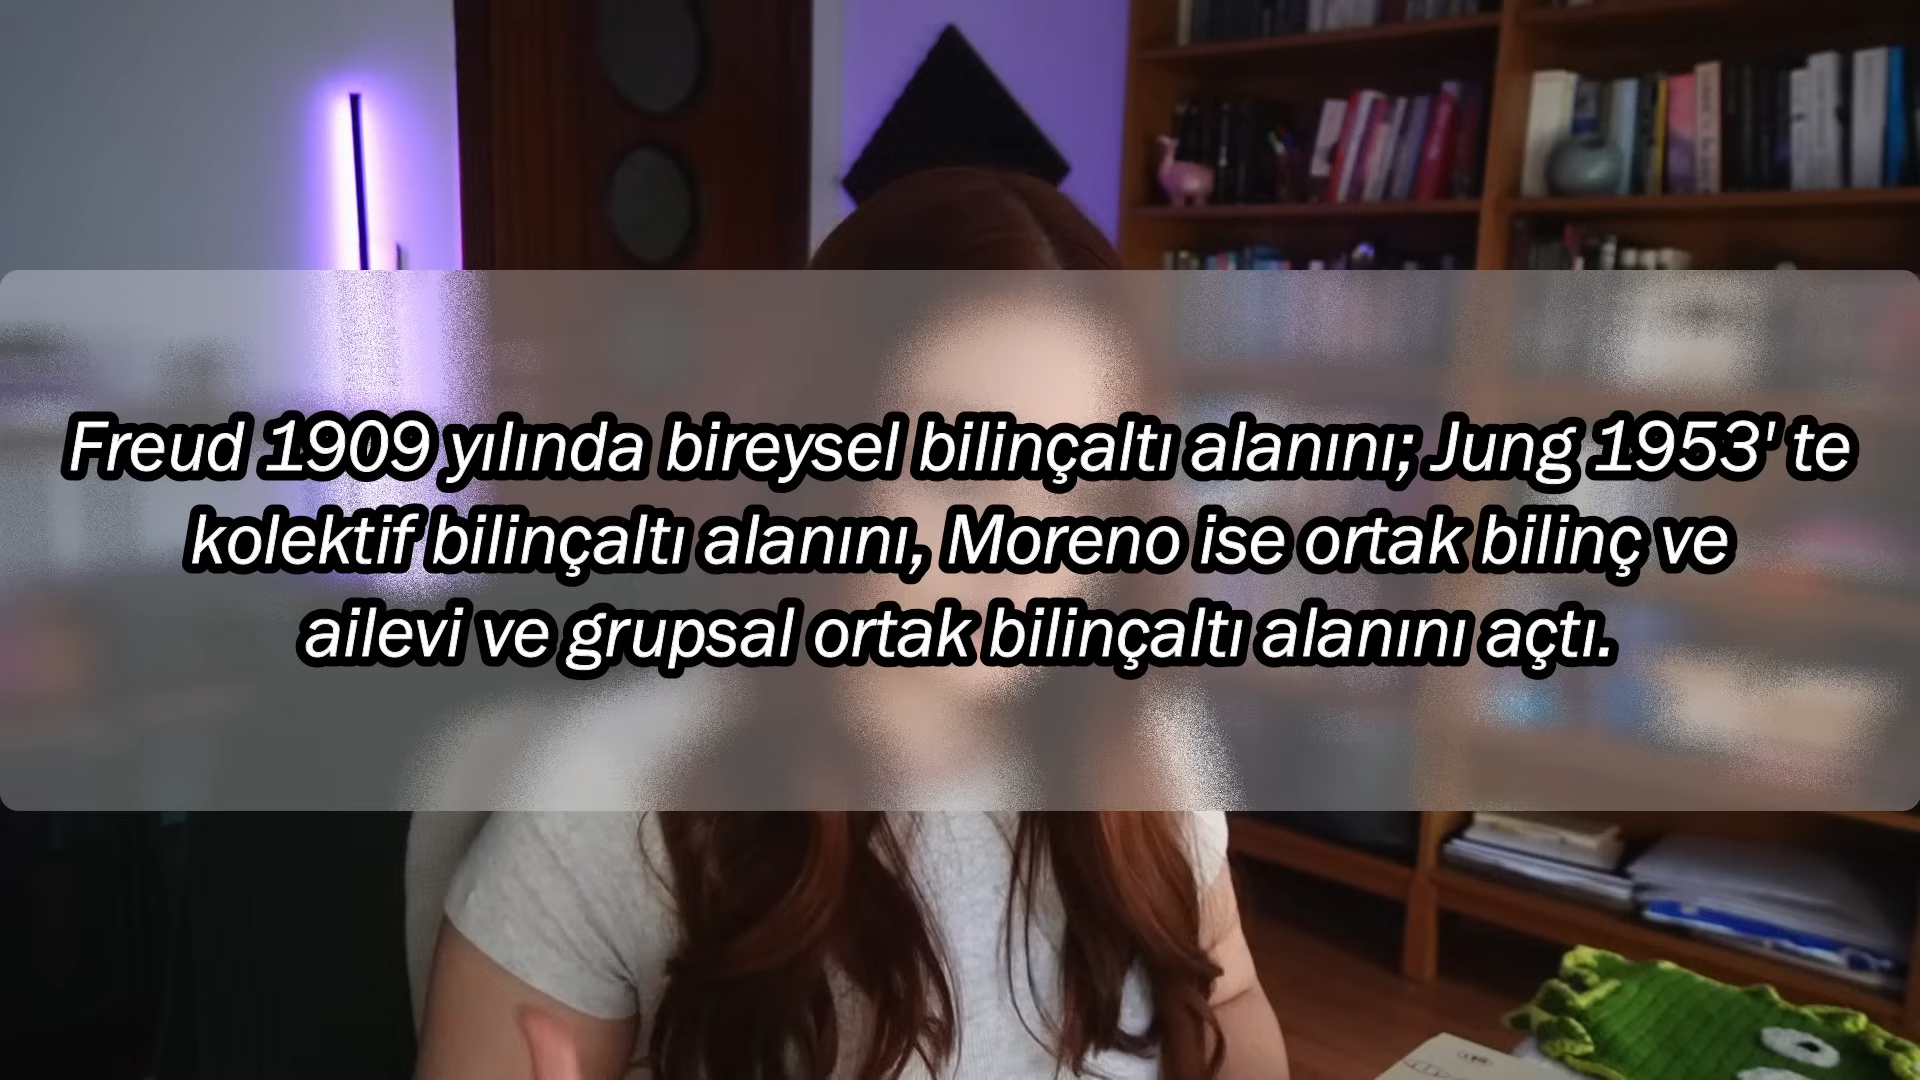 Freud 1909 yılında bireysel bilinçaltı alanını; Jung 1953' te
kolektif bilinçaltı alanını, Moreno ise ortak bilinç ve
ailevi ve grupsal ortak bilinçaltı alanını açtı.